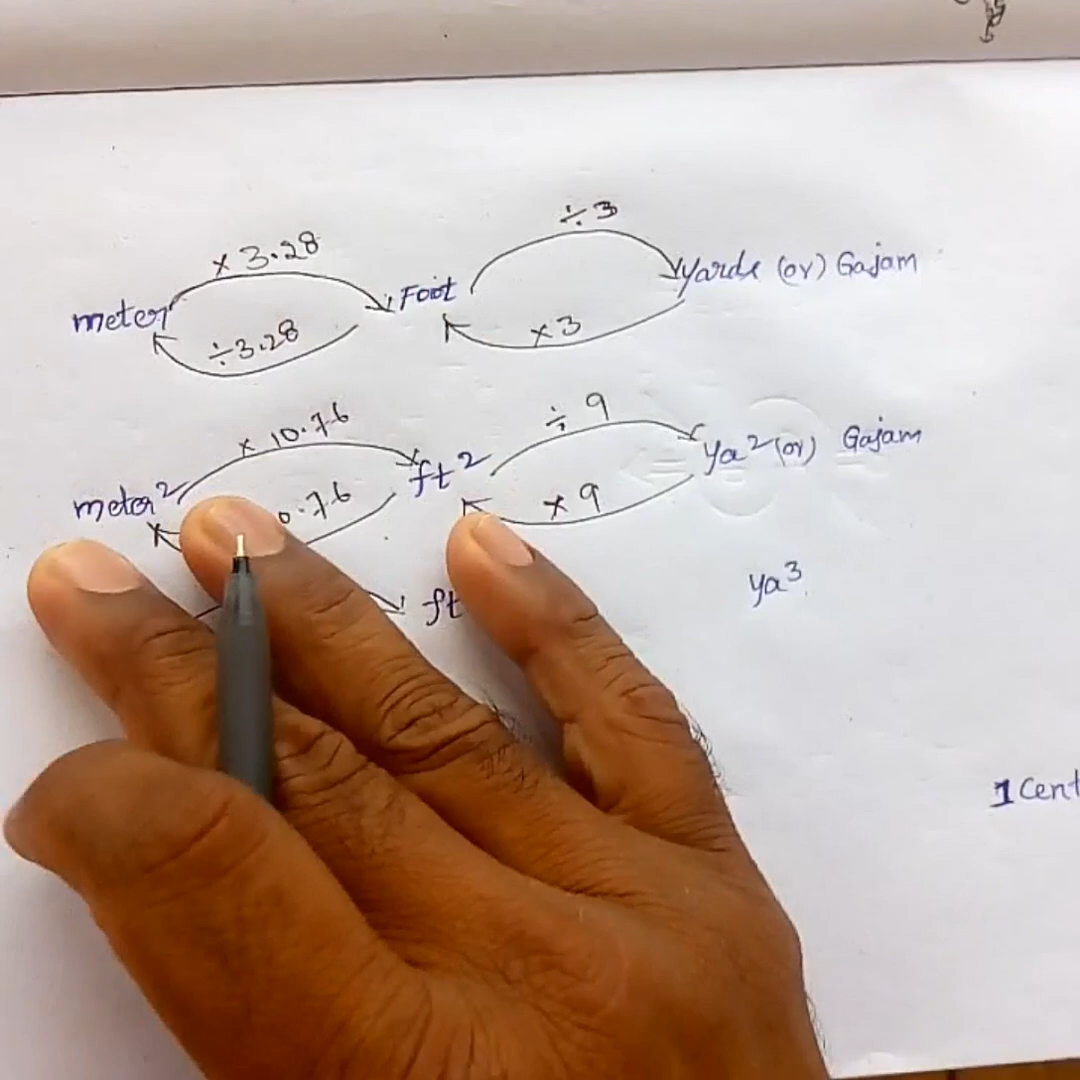 × 3.28 ÷ 3
meter Foot yards (or) Gajam
÷3.28 ×3
× 10.76 ÷ 9
meter² ft² ya² (or) Gajam
0.76 × 9
ft ya³
1 Cent